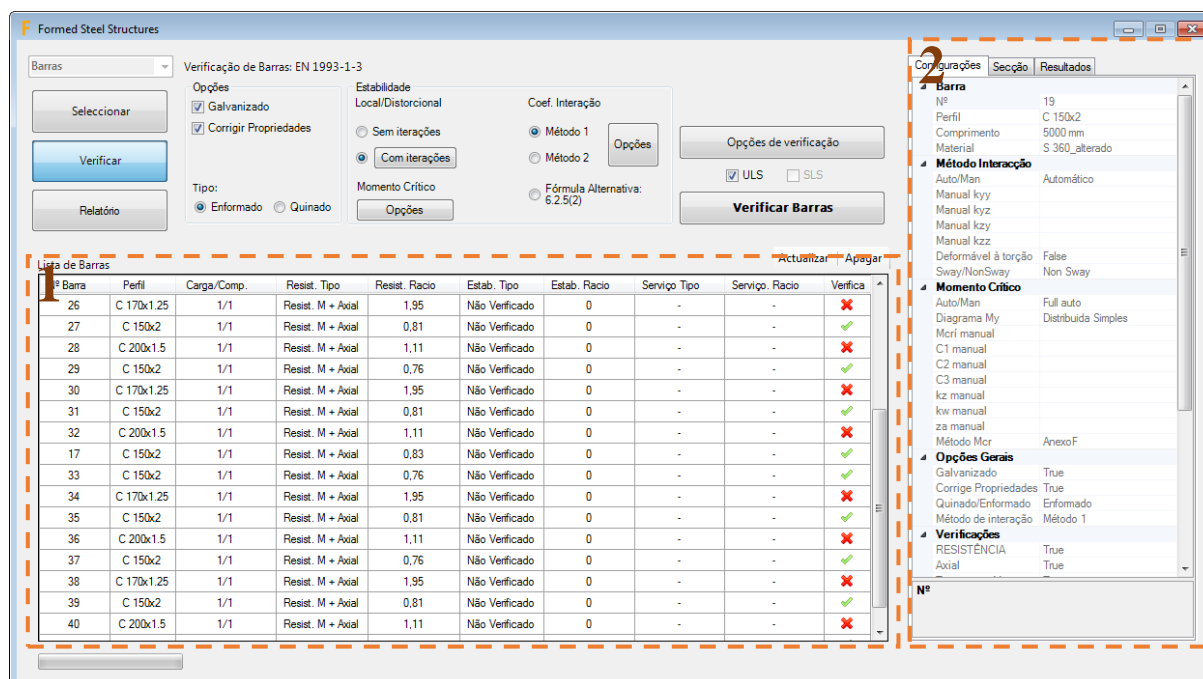 Formed Steel Structures
Barras
Verificação de Barras: EN 1993-1-3
Seleccionar
Verificar
Relatório
Opções
Galvanizado
Corrigir Propriedades
Tipo:
Enformado Quinado
Estabilidade
Local/Distorcional
Sem iterações
Com iterações
Momento Crítico
Opções
Coef. Interação
Método 1
Método 2
Opções
Fórmula Alternativa:
6.2.5(2)
Opções de verificação
ULS SLS
Verificar Barras
1
Lista de Barras
Actualizar Apagar
Nº Barra Perfil Carga/Comp. Resist. Tipo Resist. Racio Estab. Tipo Estab. Racio Serviço Tipo Serviço. Racio Verifica
26 C 170x1.25 1/1 Resist. M + Axial 1,95 Não Verificado 0 - -
27 C 150x2 1/1 Resist. M + Axial 0,81 Não Verificado 0 - -
28 C 200x1.5 1/1 Resist. M + Axial 1,11 Não Verificado 0 - -
29 C 150x2 1/1 Resist. M + Axial 0,76 Não Verificado 0 - -
30 C 170x1.25 1/1 Resist. M + Axial 1,95 Não Verificado 0 - -
31 C 150x2 1/1 Resist. M + Axial 0,81 Não Verificado 0 - -
32 C 200x1.5 1/1 Resist. M + Axial 1,11 Não Verificado 0 - -
17 C 150x2 1/1 Resist. M + Axial 0,83 Não Verificado 0 - -
33 C 150x2 1/1 Resist. M + Axial 0,76 Não Verificado 0 - -
34 C 170x1.25 1/1 Resist. M + Axial 1,95 Não Verificado 0 - -
35 C 150x2 1/1 Resist. M + Axial 0,81 Não Verificado 0 - -
36 C 200x1.5 1/1 Resist. M + Axial 1,11 Não Verificado 0 - -
37 C 150x2 1/1 Resist. M + Axial 0,76 Não Verificado 0 - -
38 C 170x1.25 1/1 Resist. M + Axial 1,95 Não Verificado 0 - -
39 C 150x2 1/1 Resist. M + Axial 0,81 Não Verificado 0 - -
40 C 200x1.5 1/1 Resist. M + Axial 1,11 Não Verificado 0 - -
2
Configurações Secção Resultados
Barra
Nº 19
Perfil C 150x2
Comprimento 5000 mm
Material S 360_alterado
Método Interacção
Auto/Man Automático
Manual kyy
Manual kyz
Manual kzy
Manual kzz
Deformável à torção False
Sway/NonSway Non Sway
Momento Crítico
Auto/Man Full auto
Diagrama My Distribuida Simples
Mcrí manual
C1 manual
C2 manual
C3 manual
kz manual
kw manual
za manual
Método Mcr AnexoF
Opções Gerais
Galvanizado True
Corrige Propriedades True
Quinado/Enformado Enformado
Método de interação Método 1
Verificações
RESISTÊNCIA True
Axial True
Nº